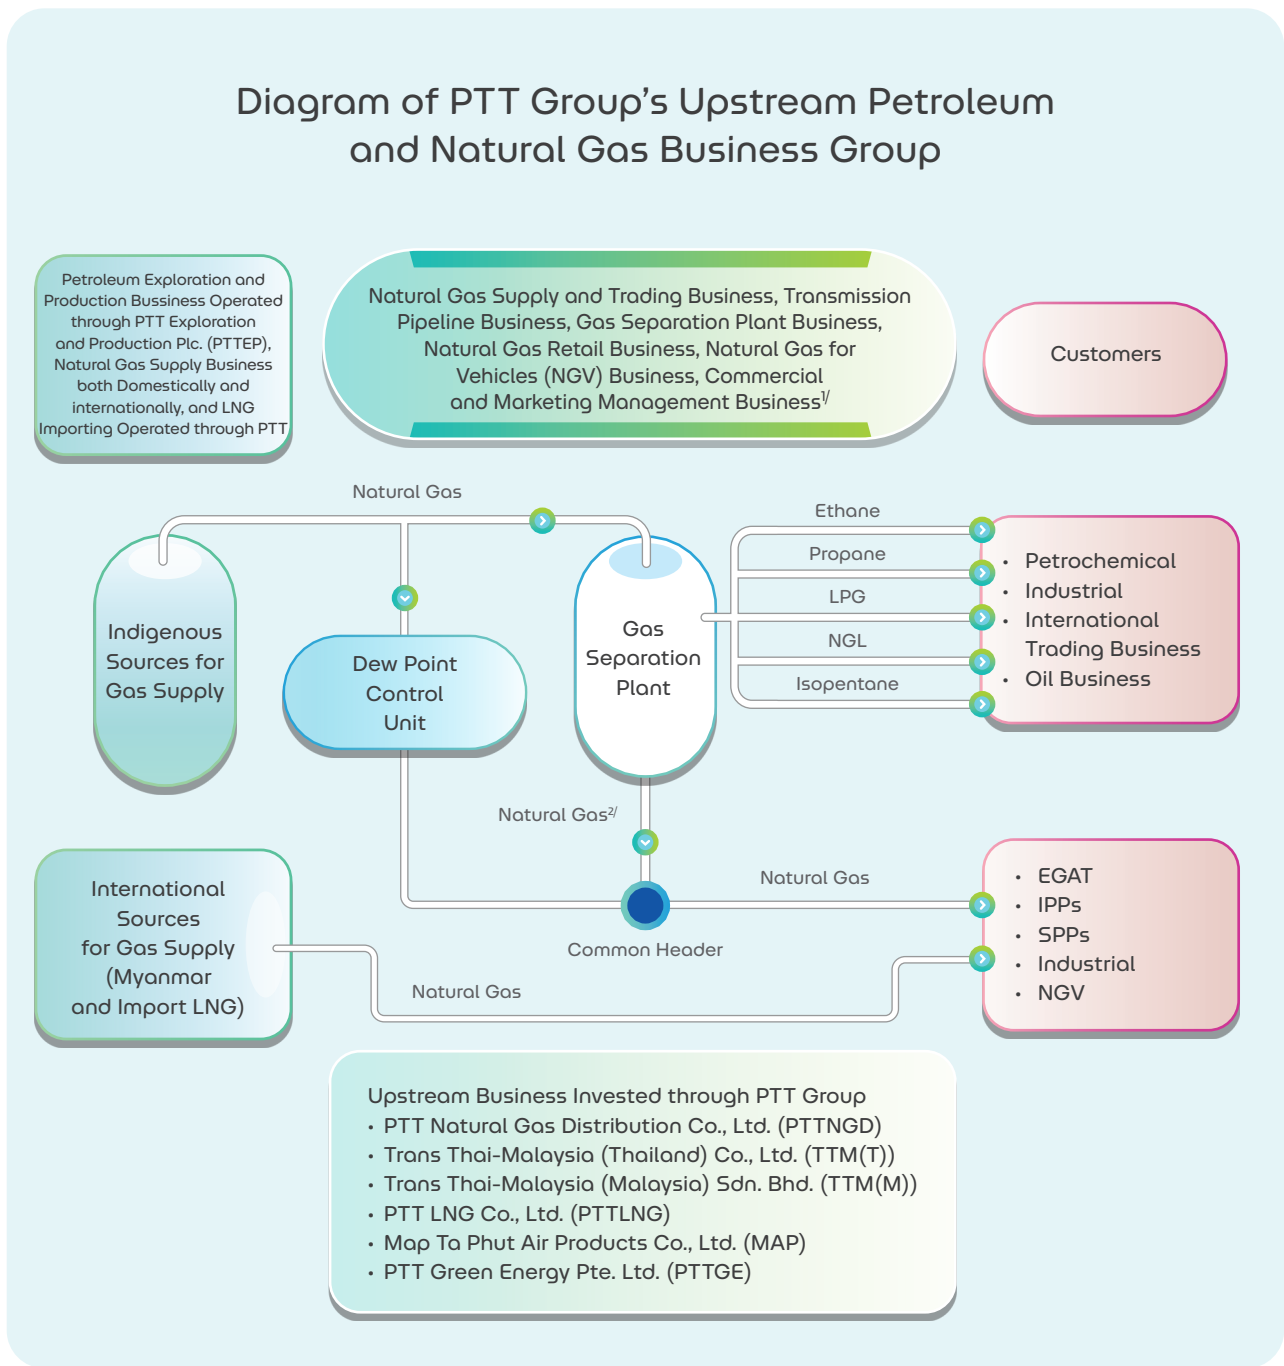 Diagram of PTT Group's Upstream Petroleum
and Natural Gas Business Group
Petroleum Exploration and
Production Bussiness Operated
through PTT Exploration
and Production Plc. (PTTEP),
Natural Gas Supply Business
both Domestically and
internationally, and LNG
Importing Operated through PTT
Natural Gas Supply and Trading Business, Transmission
Pipeline Business, Gas Separation Plant Business,
Natural Gas Retail Business, Natural Gas for
Vehicles (NGV) Business, Commercial
and Marketing Management Business1/
Customers
Natural Gas
Indigenous
Sources for
Gas Supply
Dew Point
Control
Unit
Gas
Separation
Plant
Ethane
Propane
LPG
NGL
Isopentane
• Petrochemical
• Industrial
• International
Trading Business
• Oil Business
Natural Gas2/
International
Sources
for Gas Supply
(Myanmar
and Import LNG)
Common Header
Natural Gas
Natural Gas
• EGAT
• IPPs
• SPPs
• Industrial
• NGV
Upstream Business Invested through PTT Group
• PTT Natural Gas Distribution Co., Ltd. (PTTNGD)
• Trans Thai-Malaysia (Thailand) Co., Ltd. (TTM(T))
• Trans Thai-Malaysia (Malaysia) Sdn. Bhd. (TTM(M))
• PTT LNG Co., Ltd. (PTTLNG)
• Map Ta Phut Air Products Co., Ltd. (MAP)
• PTT Green Energy Pte. Ltd. (PTTGE)